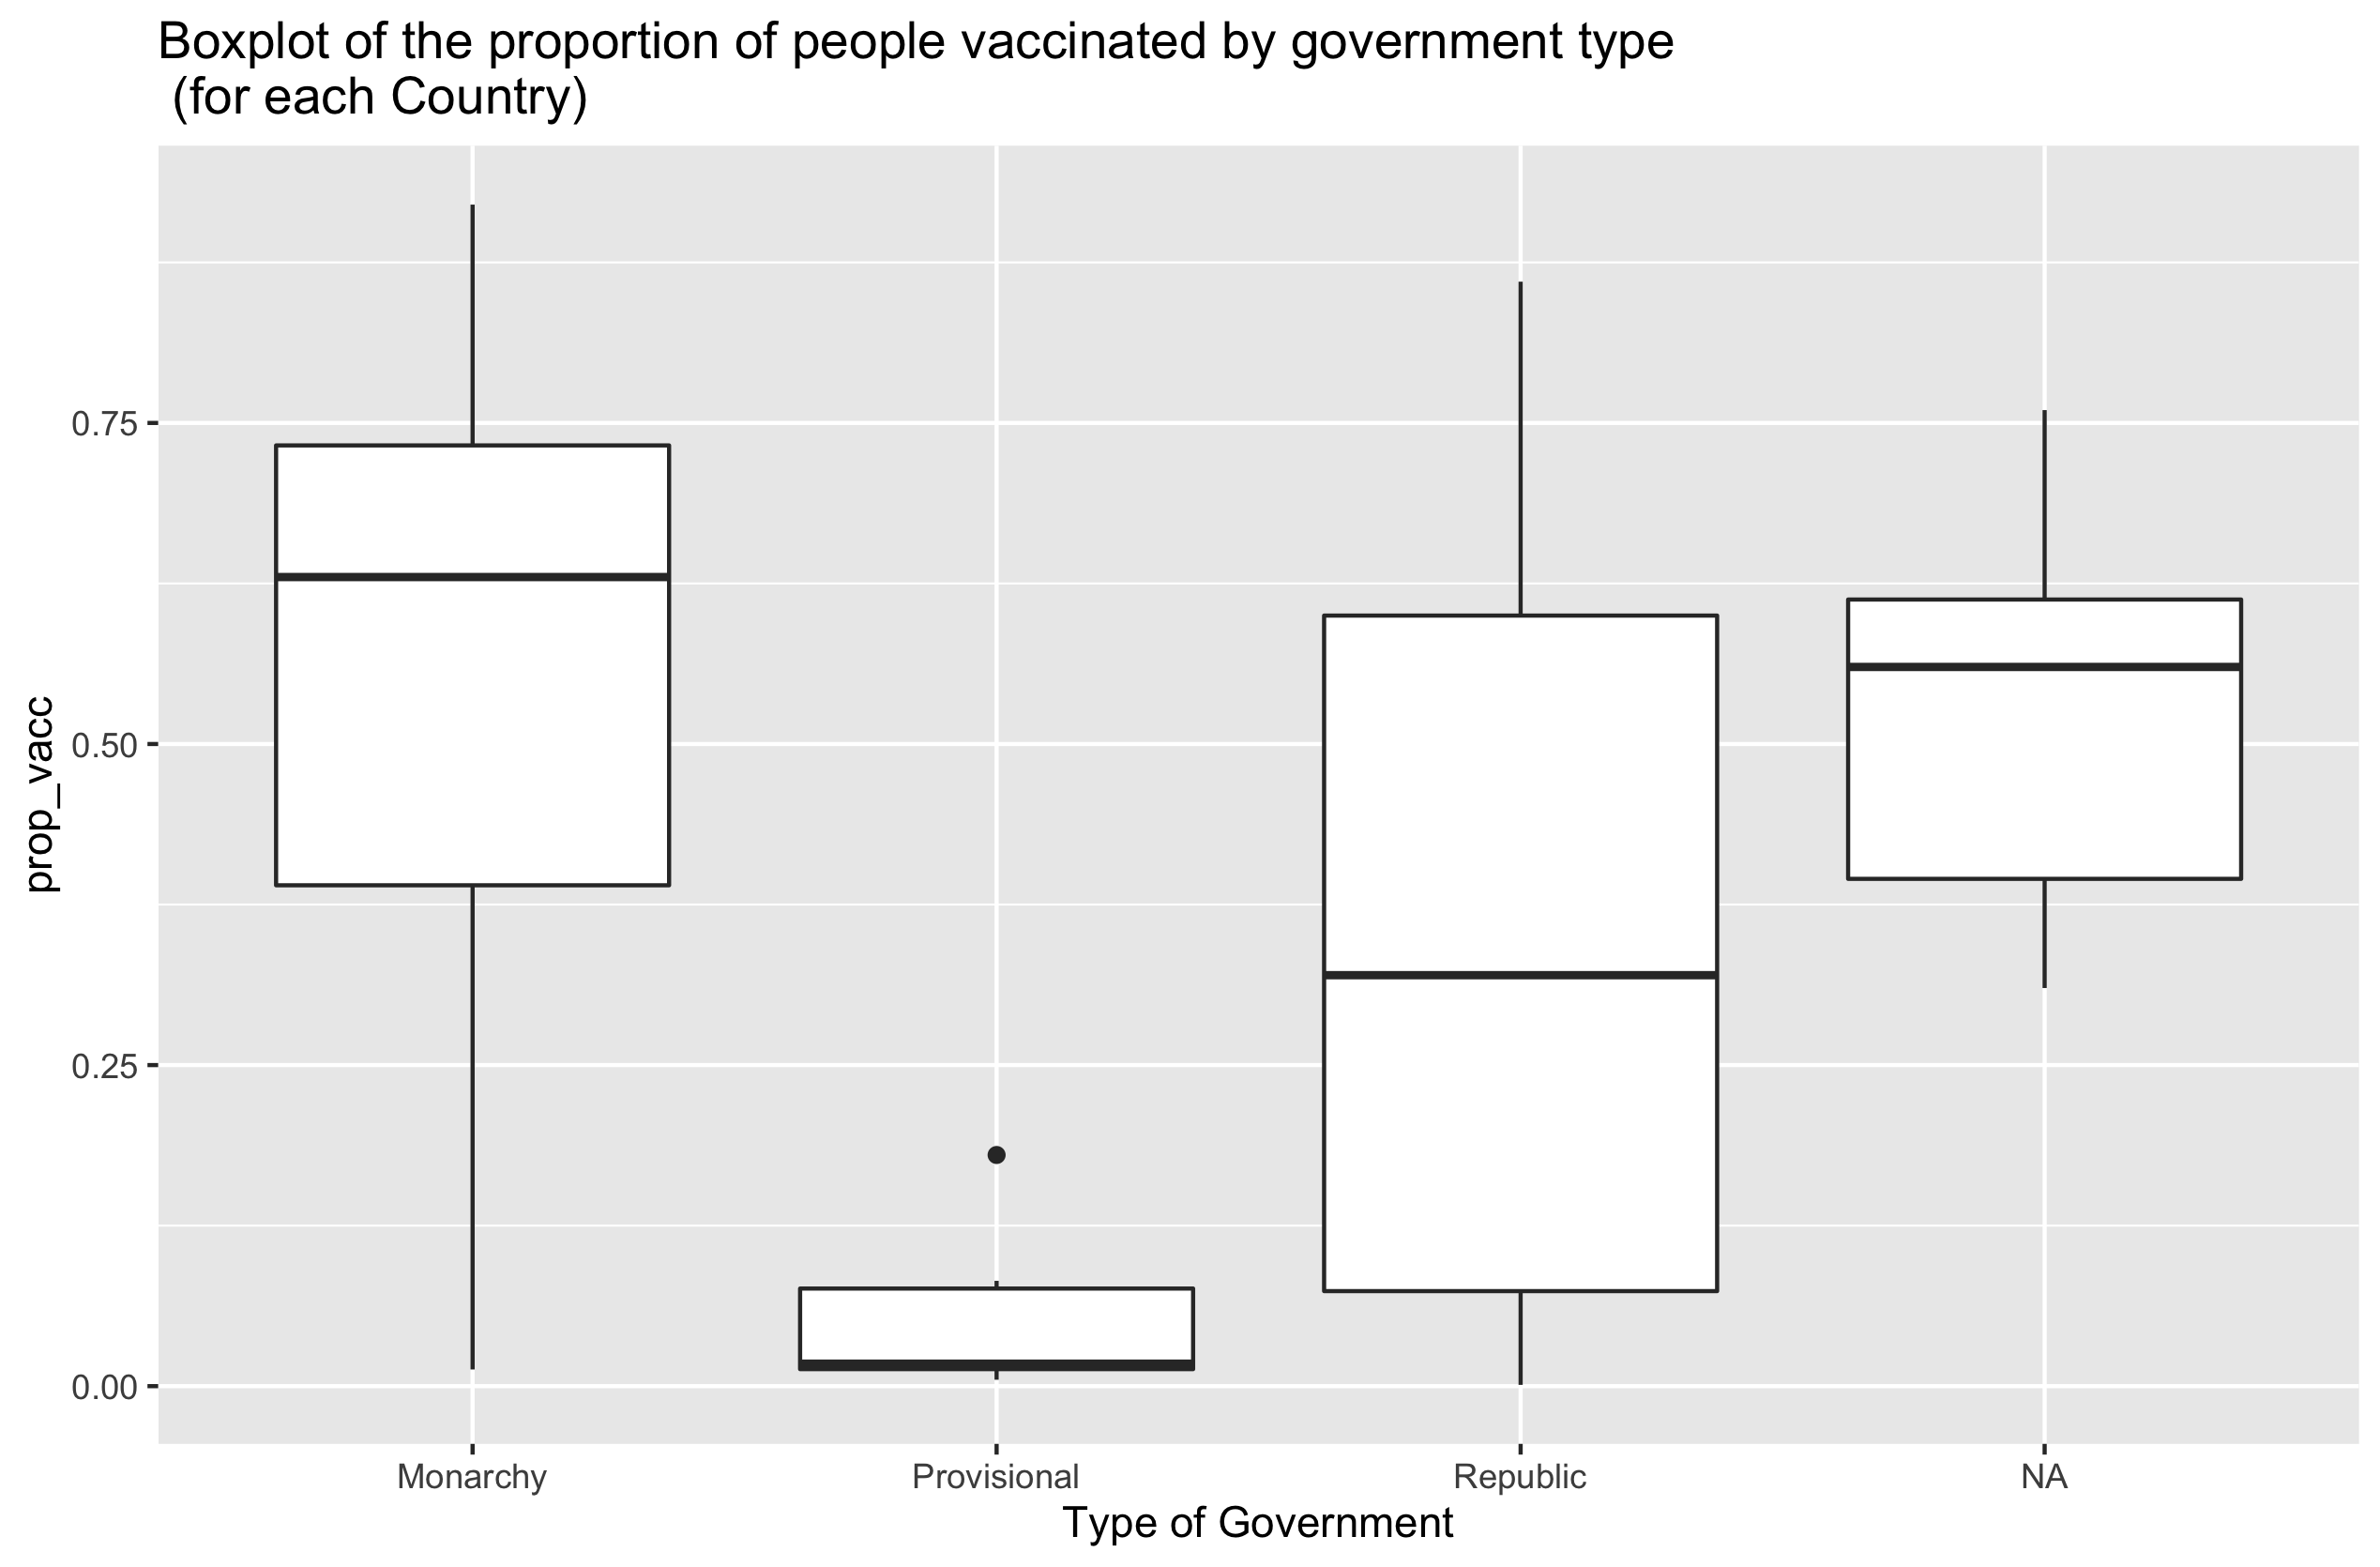 Boxplot of the proportion of people vaccinated by government type
(for each Country)
prop_vacc
0.75
0.50
0.25
0.00
Monarchy
Provisional
Republic
NA
Type of Government